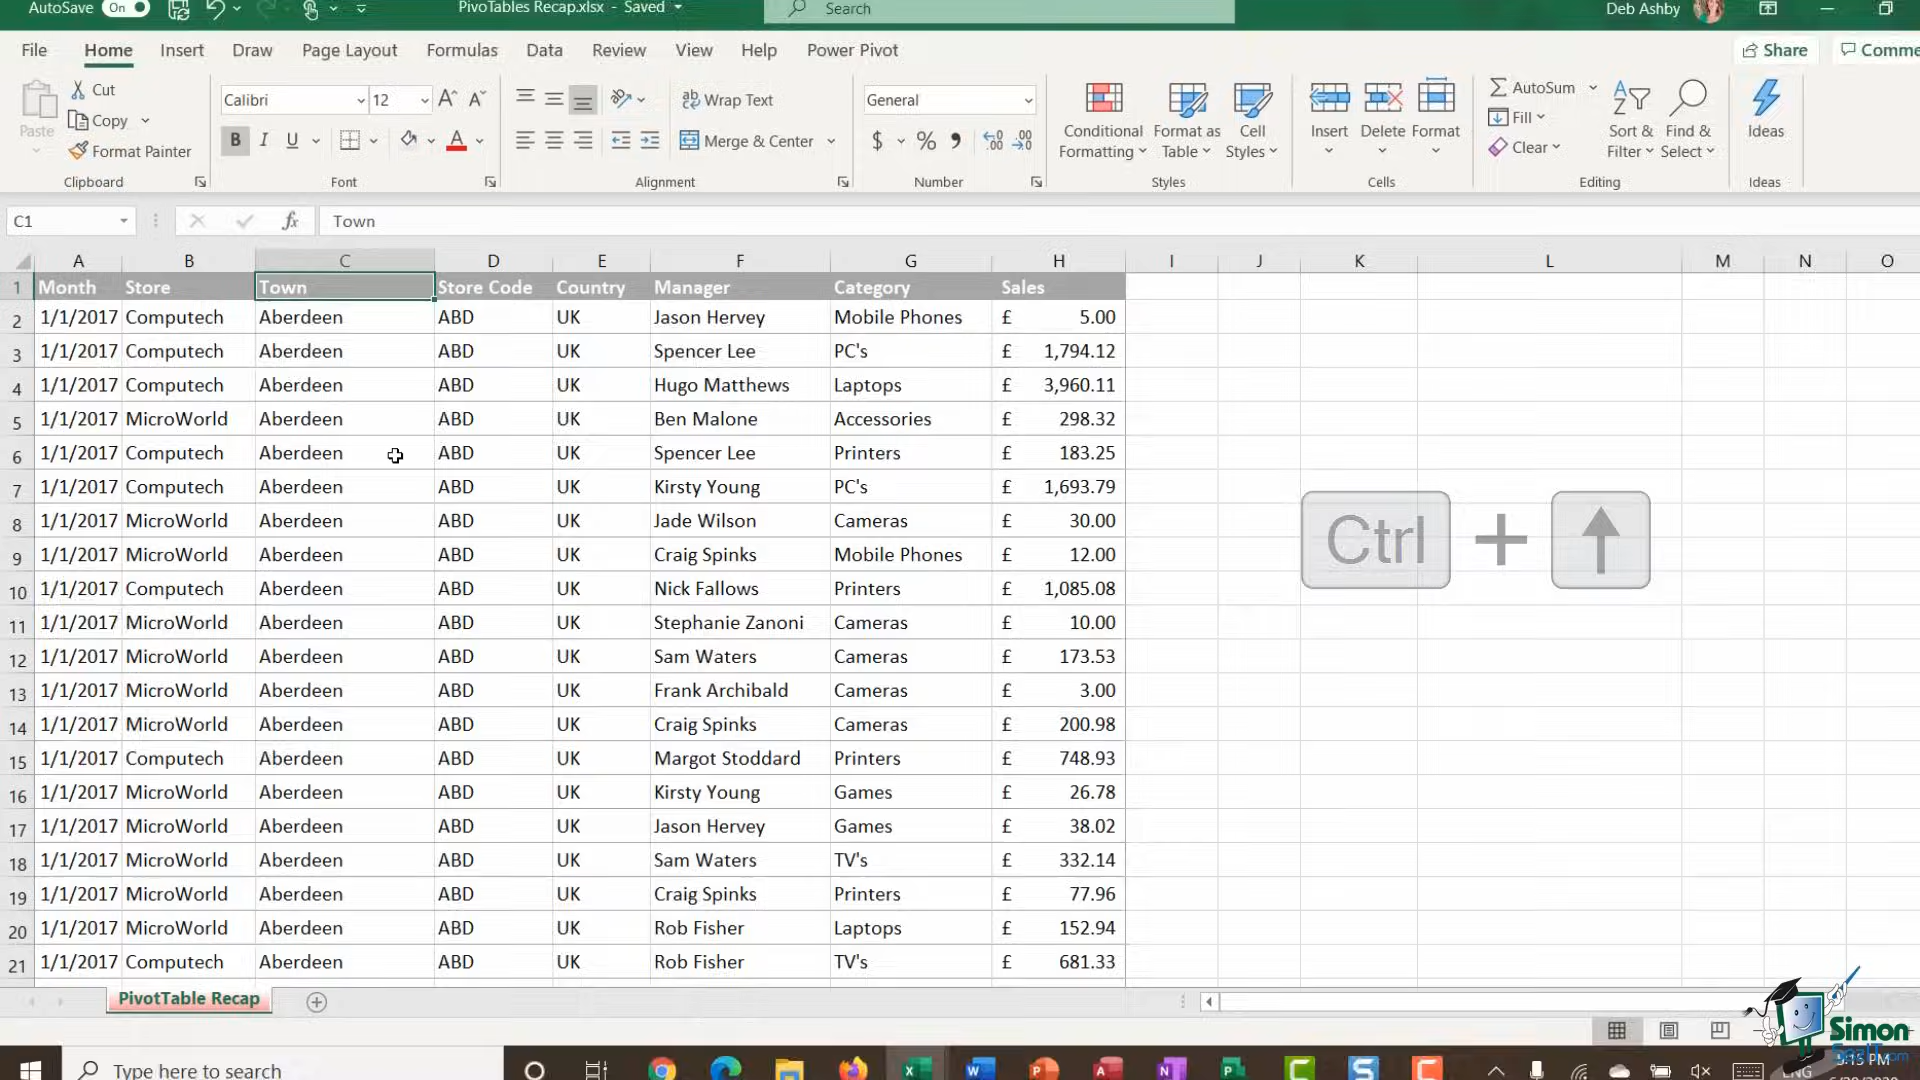 AutoSave On PivoTables Recap.xlsx - Saved Search Deb Ashby
File Home Insert Draw Page Layout Formulas Data Review View Help Power Pivot Share
Paste Cut Copy Format Painter Clipboard
Calibri 12 B I U A Font
Wrap Text Merge & Center Alignment
General $ % Number
Conditional Formatting Format as Table Cell Styles Styles
Insert Delete Format Cells
AutoSum Fill Clear Sort & Filter Find & Select Editing
Ideas Ideas
C1 fx Town
A B C D E F G H I J K L M N O
1 Month Store Town Store Code Country Manager Category Sales
2 1/1/2017 Computech Aberdeen ABD UK Jason Hervey Mobile Phones £ 5.00
3 1/1/2017 Computech Aberdeen ABD UK Spencer Lee PC's £ 1,794.12
4 1/1/2017 Computech Aberdeen ABD UK Hugo Matthews Laptops £ 3,960.11
5 1/1/2017 MicroWorld Aberdeen ABD UK Ben Malone Accessories £ 298.32
6 1/1/2017 Computech Aberdeen ABD UK Spencer Lee Printers £ 183.25
7 1/1/2017 Computech Aberdeen ABD UK Kirsty Young PC's £ 1,693.79
8 1/1/2017 MicroWorld Aberdeen ABD UK Jade Wilson Cameras £ 30.00
9 1/1/2017 MicroWorld Aberdeen ABD UK Craig Spinks Mobile Phones £ 12.00
10 1/1/2017 Computech Aberdeen ABD UK Nick Fallows Printers £ 1,085.08
11 1/1/2017 MicroWorld Aberdeen ABD UK Stephanie Zanoni Cameras £ 10.00
12 1/1/2017 MicroWorld Aberdeen ABD UK Sam Waters Cameras £ 173.53
13 1/1/2017 MicroWorld Aberdeen ABD UK Frank Archibald Cameras £ 3.00
14 1/1/2017 MicroWorld Aberdeen ABD UK Craig Spinks Cameras £ 200.98
15 1/1/2017 Computech Aberdeen ABD UK Margot Stoddard Printers £ 748.93
16 1/1/2017 MicroWorld Aberdeen ABD UK Kirsty Young Games £ 26.78
17 1/1/2017 MicroWorld Aberdeen ABD UK Jason Hervey Games £ 38.02
18 1/1/2017 MicroWorld Aberdeen ABD UK Sam Waters TV's £ 332.14
19 1/1/2017 MicroWorld Aberdeen ABD UK Craig Spinks Printers £ 77.96
20 1/1/2017 MicroWorld Aberdeen ABD UK Rob Fisher Laptops £ 152.94
21 1/1/2017 Computech Aberdeen ABD UK Rob Fisher TV's £ 681.33
Ctrl + ↑
PivotTable Recap
Simon
Type here to search ENG